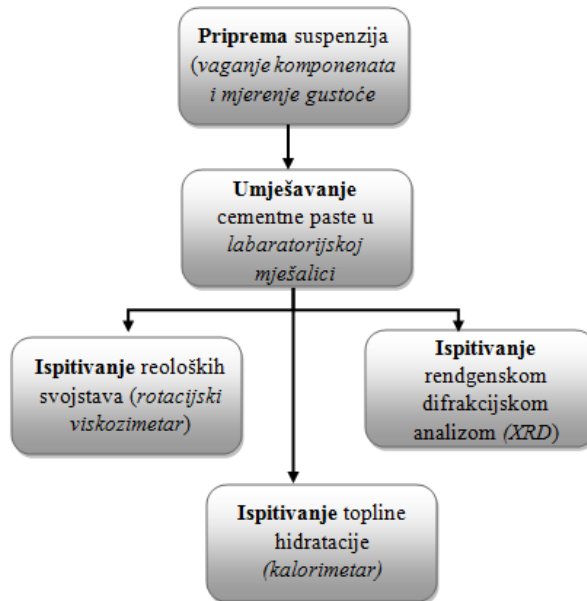 Priprema suspenzija
(vaganje komponenata
i mjerenje gustoće
Umješavanje
cementne paste u
labaratorijskoj
mješalici
Ispitivanje reoloških
svojstava (rotacijski
viskozimetar)
Ispitivanje
rendgenskom
difrakcijskom
analizom (XRD)
Ispitivanje topline
hidratacije
(kalorimetar)